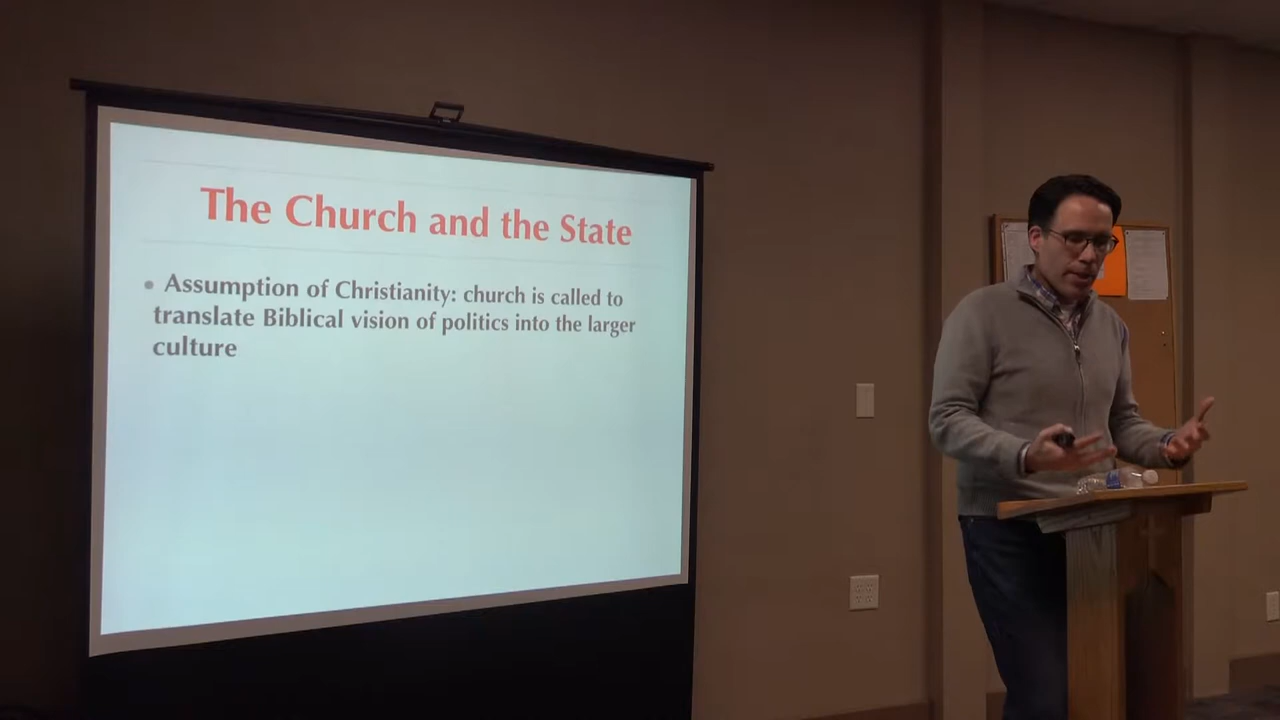 The Church and the State
• Assumption of Christianity: church is called to
translate Biblical vision of politics into the larger
culture